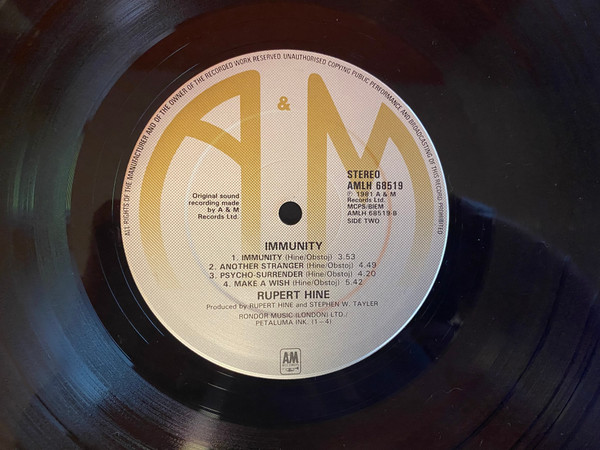 ALL RIGHTS OF THE MANUFACTURER AND OF THE OWNER OF THE RECORDED WORK RESERVED. UNAUTHORISED COPYING PUBLIC PERFORMANCE AND BROADCASTING OF THIS RECORD PROHIBITED
A & M
STEREO
AMLH 68519
Ⓟ 1981 A & M
Records Ltd.
MCPS/BIEM
AMLH 68519-B
SIDE TWO
Original sound
recording made
by A & M
Records Ltd.
IMMUNITY
1. IMMUNITY (Hine/Obstoj) 3.53
2. ANOTHER STRANGER (Hine/Obstoj) 4.49
3. PSYCHO-SURRENDER (Hine/Obstoj) 4.20
4. MAKE A WISH (Hine/Obstoj) 5.42
RUPERT HINE
Produced by RUPERT HINE and STEPHEN W. TAYLER
RONDOR MUSIC (LONDON) LTD./
PETALUMA INK. (1-4)
AM